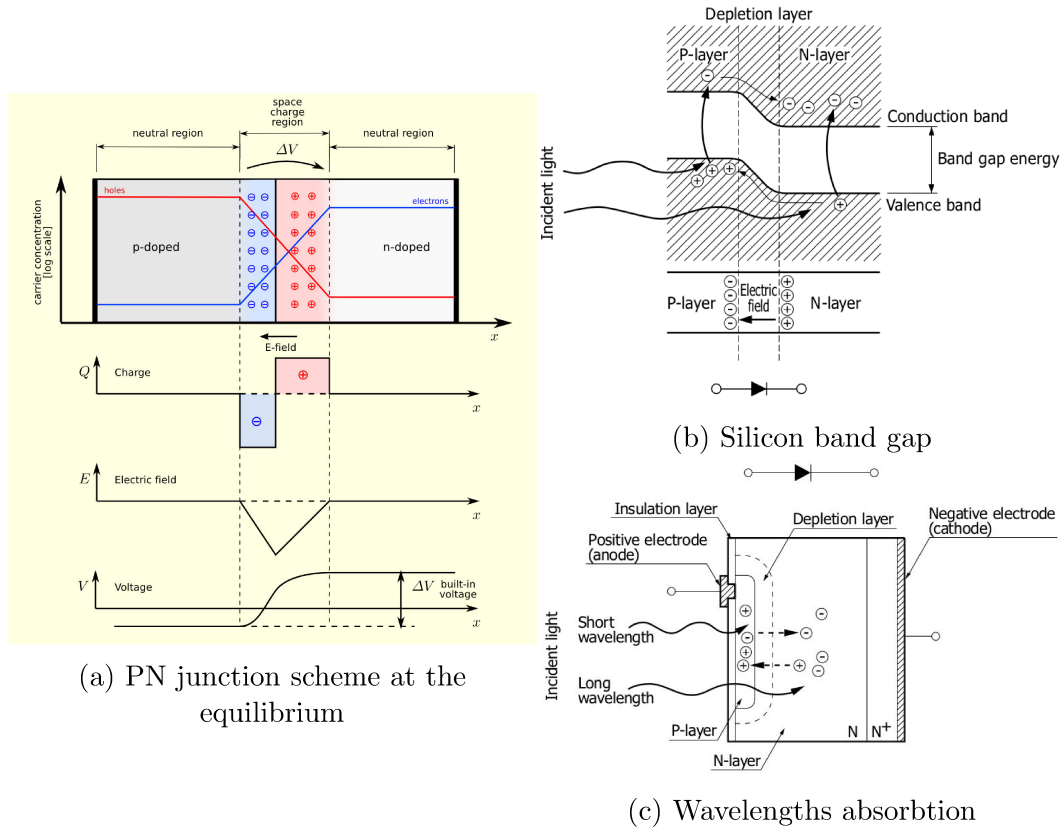 space
charge
region
neutral region
neutral region
ΔV
holes
electrons
p-doped
n-doped
carrier concentration
[log scale]
x
E-field
Q
Charge
x
E
Electric field
x
V
Voltage
ΔV
built-in
voltage
x
(a) PN junction scheme at the
equilibrium
Depletion layer
P-layer
N-layer
Conduction band
Band gap energy
Valence band
Incident light
P-layer
Electric
field
N-layer
(b) Silicon band gap
Insulation layer
Depletion layer
Negative electrode
(cathode)
Positive electrode
(anode)
Short
wavelength
Long
wavelength
Incident light
P-layer
N-layer
N
N+
(c) Wavelengths absorbtion